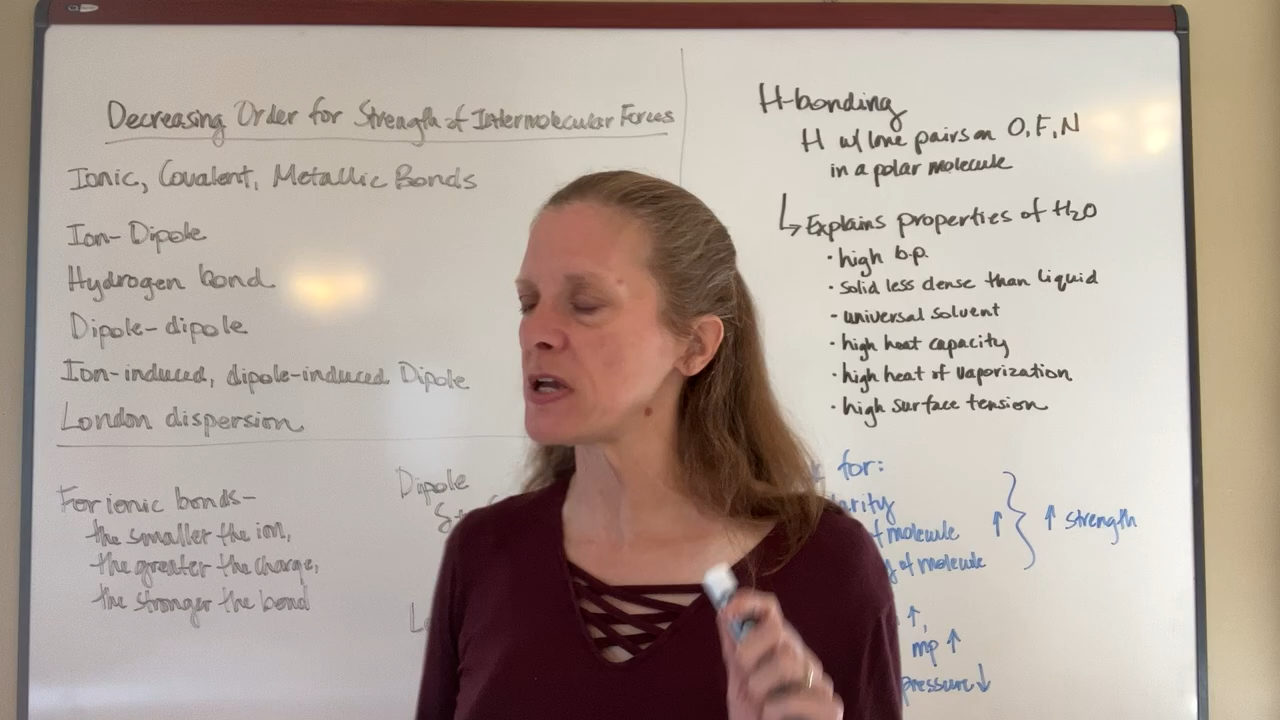 Decreasing Order for Strength of Intermolecular Forces
Ionic, Covalent, Metallic Bonds
Ion-Dipole
Hydrogen bond
Dipole-dipole
Ion-induced, dipole-induced Dipole
London dispersion
For ionic bonds-
the smaller the ion,
the greater the charge,
the stronger the bond
Dipole
H-bonding
H w/ lone pairs on O, F, N
in a polar molecule
↳ Explains properties of H2O
• high b.p.
• solid less dense than liquid
• universal solvent
• high heat capacity
• high heat of vaporization
• high surface tension
for:
molecule
of molecule
↑ } ↑ strength
↑,
mp ↑
pressure ↓